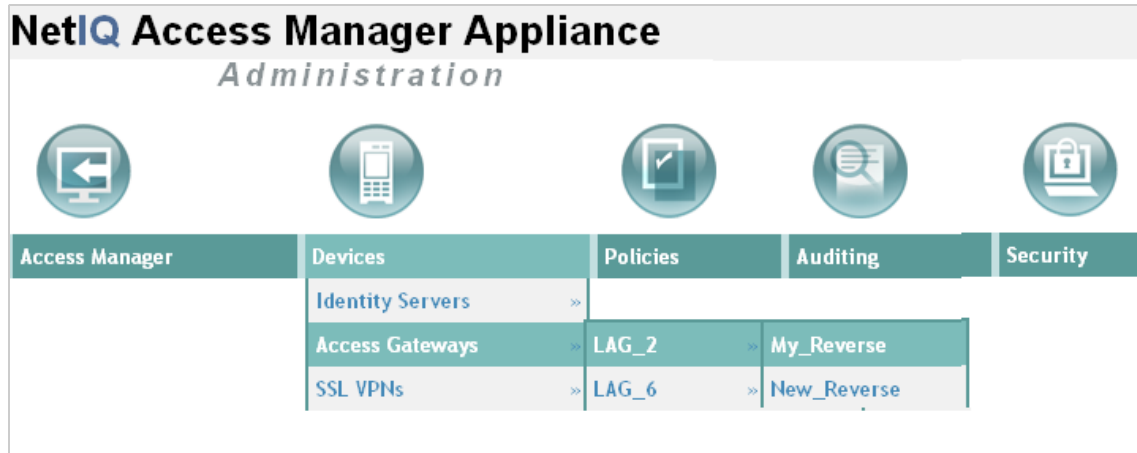 NetIQ Access Manager Appliance
Administration
Access Manager Devices Policies Auditing Security
Identity Servers »
Access Gateways » LAG_2 » My_Reverse
SSL VPNs » LAG_6 » New_Reverse